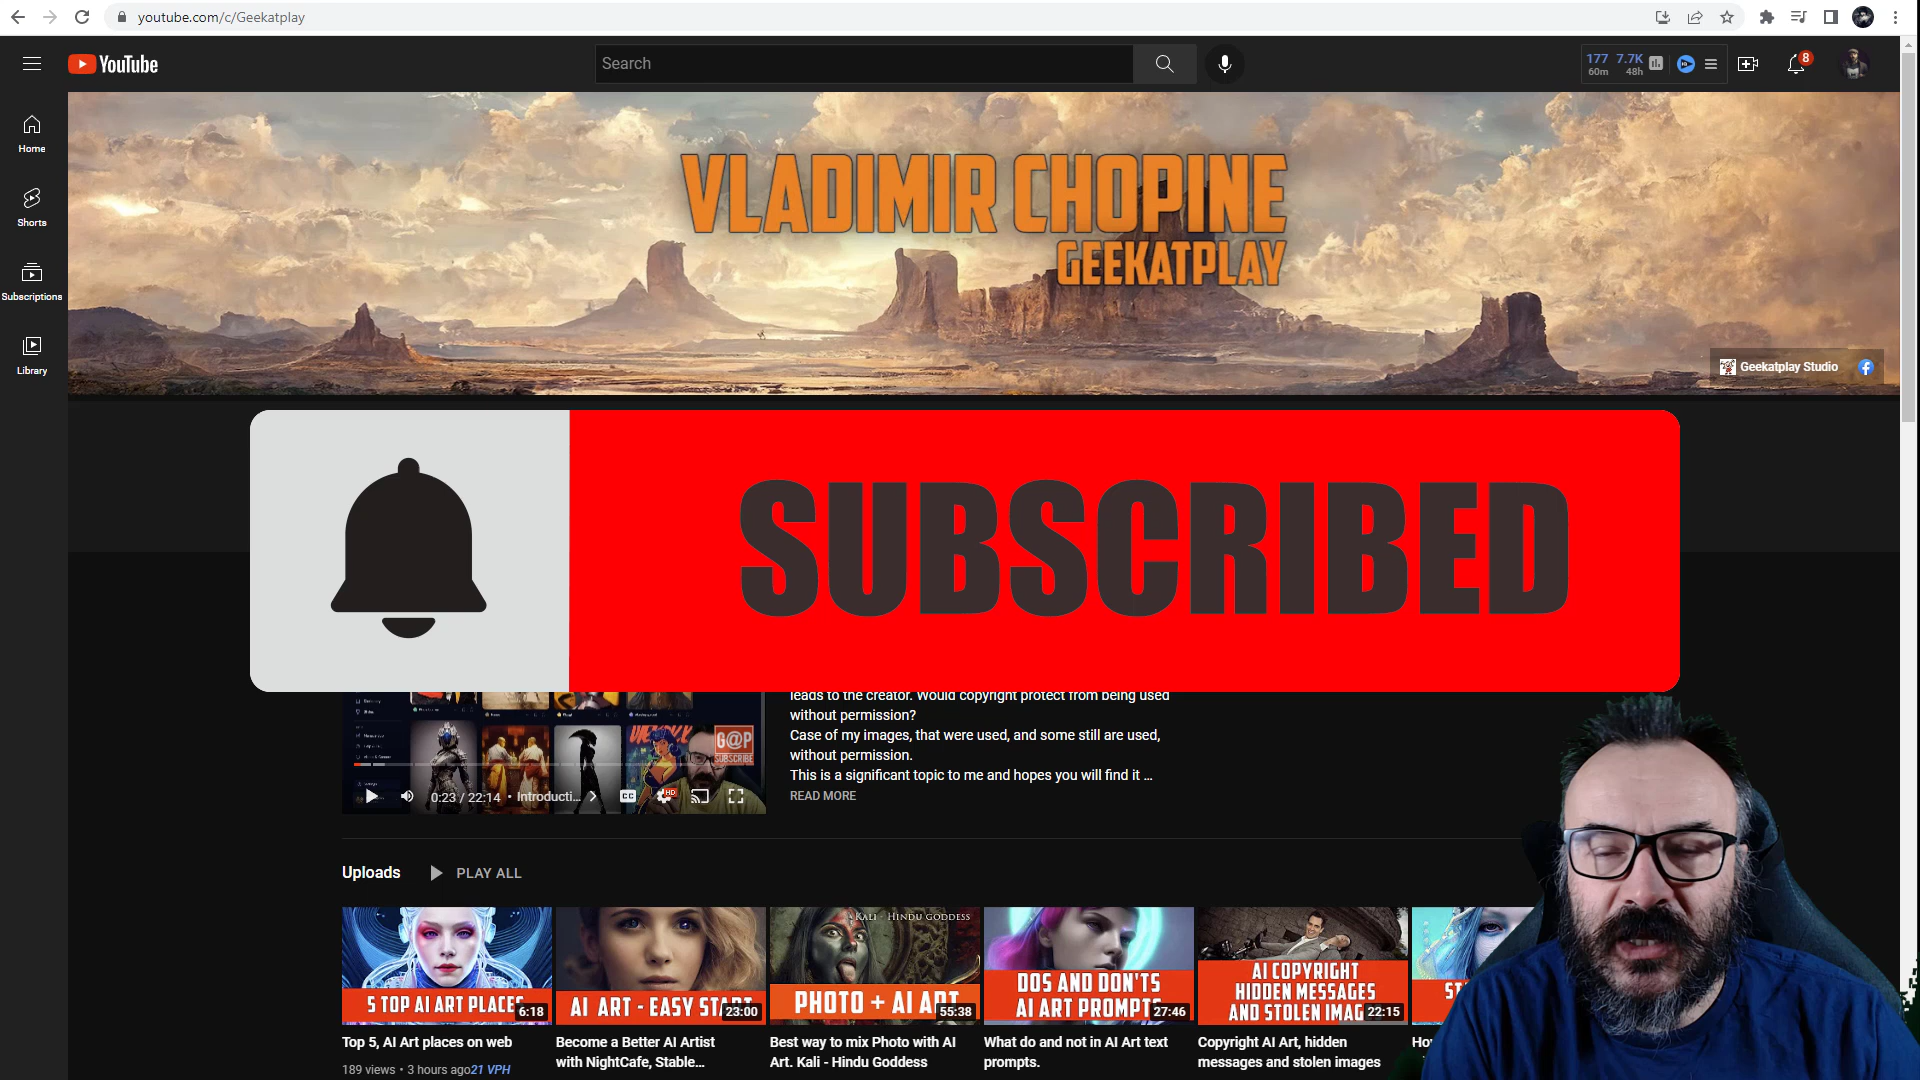 youtube.com/c/Geekatplay
YouTube
Search
177 7.7K
60m 48h
8
Home
Shorts
Subscriptions
Library
VLADIMIR CHOPINE
GEEKATPLAY
Geekatplay Studio
SUBSCRIBED
leads to the creator. Would copyright protect from being used
without permission?
Case of my images, that were used, and some still are used,
without permission.
This is a significant topic to me and hopes you will find it ...
READ MORE
G@P
SUBSCRIBE
0:23 / 22:14 • Introducti...
CC
HD
Uploads
PLAY ALL
5 TOP AI ART PLACES
6:18
AI ART - EASY START
23:00
KALI - HINDU GODDESS
PHOTO + AI ART
55:38
DOS AND DON'TS
AI ART PROMPT
27:46
AI COPYRIGHT
HIDDEN MESSAGES
AND STOLEN IMAG
22:15
ST
Top 5, AI Art places on web
189 views • 3 hours ago21 VPH
Become a Better AI Artist
with NightCafe, Stable...
Best way to mix Photo with AI
Art. Kali - Hindu Goddess
What do and not in AI Art text
prompts.
Copyright AI Art, hidden
messages and stolen images